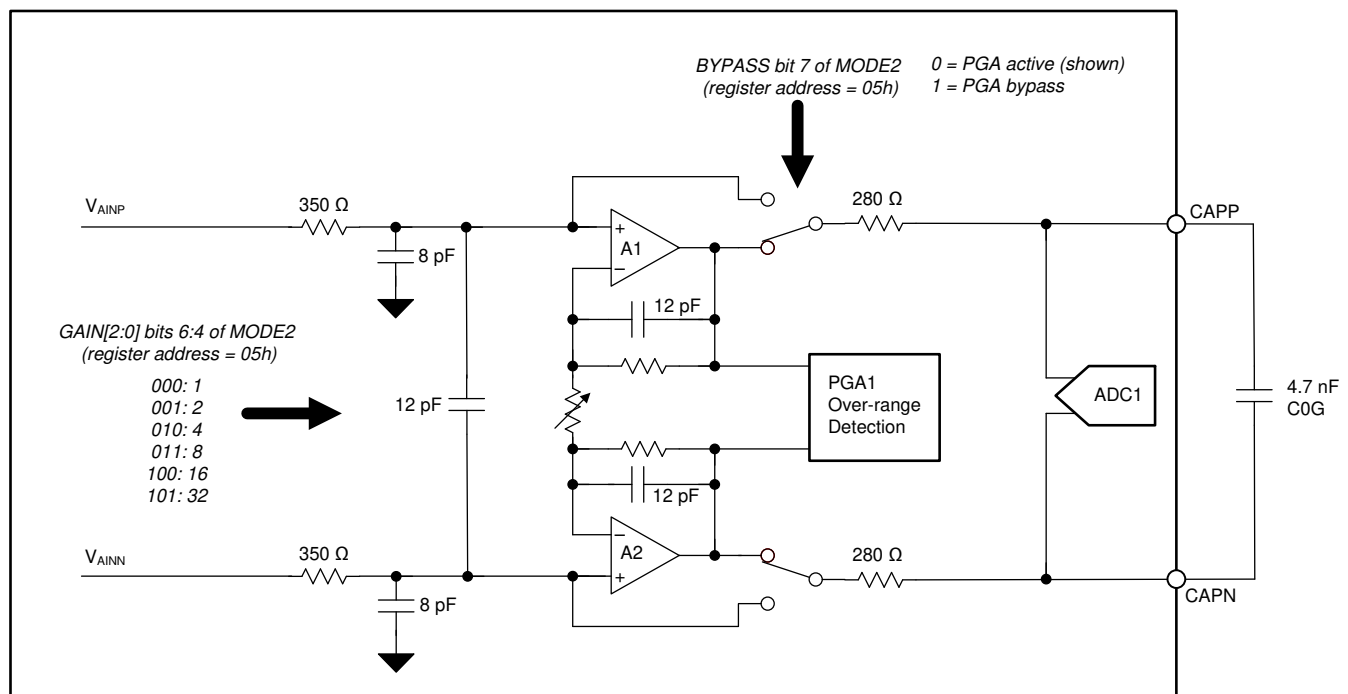 BYPASS bit 7 of MODE2
(register address = 05h)
0 = PGA active (shown)
1 = PGA bypass
VAINP
350 Ω
8 pF
+
A1
–
280 Ω
CAPP
12 pF
GAIN[2:0] bits 6:4 of MODE2
(register address = 05h)
000: 1
001: 2
010: 4
011: 8
100: 16
101: 32
12 pF
PGA1
Over-range
Detection
ADC1
4.7 nF
C0G
12 pF
VAINN
350 Ω
8 pF
–
A2
+
280 Ω
CAPN